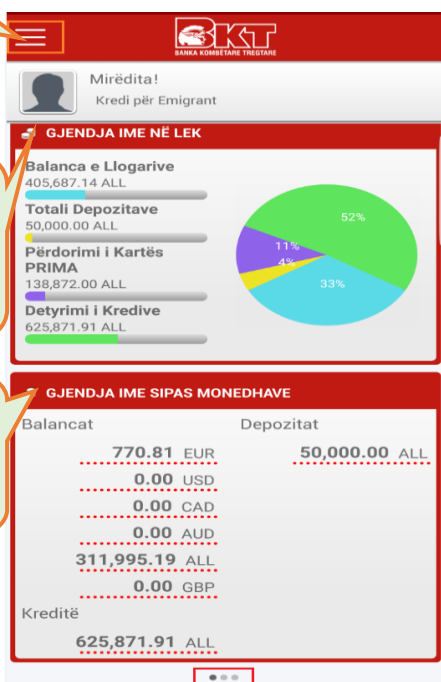 BKT
BANKA KOMBËTARE TREGTARE
Mirëdita!
Kredi për Emigrant
GJENDJA IME NË LEK
Balanca e Llogarive
405,687.14 ALL
Totali Depozitave
50,000.00 ALL
Përdorimi i Kartës
PRIMA
138,872.00 ALL
Detyrimi i Kredive
625,871.91 ALL
52%
11%
4%
33%
GJENDJA IME SIPAS MONEDHAVE
Balancat Depozitat
770.81 EUR 50,000.00 ALL
0.00 USD
0.00 CAD
0.00 AUD
311,995.19 ALL
0.00 GBP
Kreditë
625,871.91 ALL